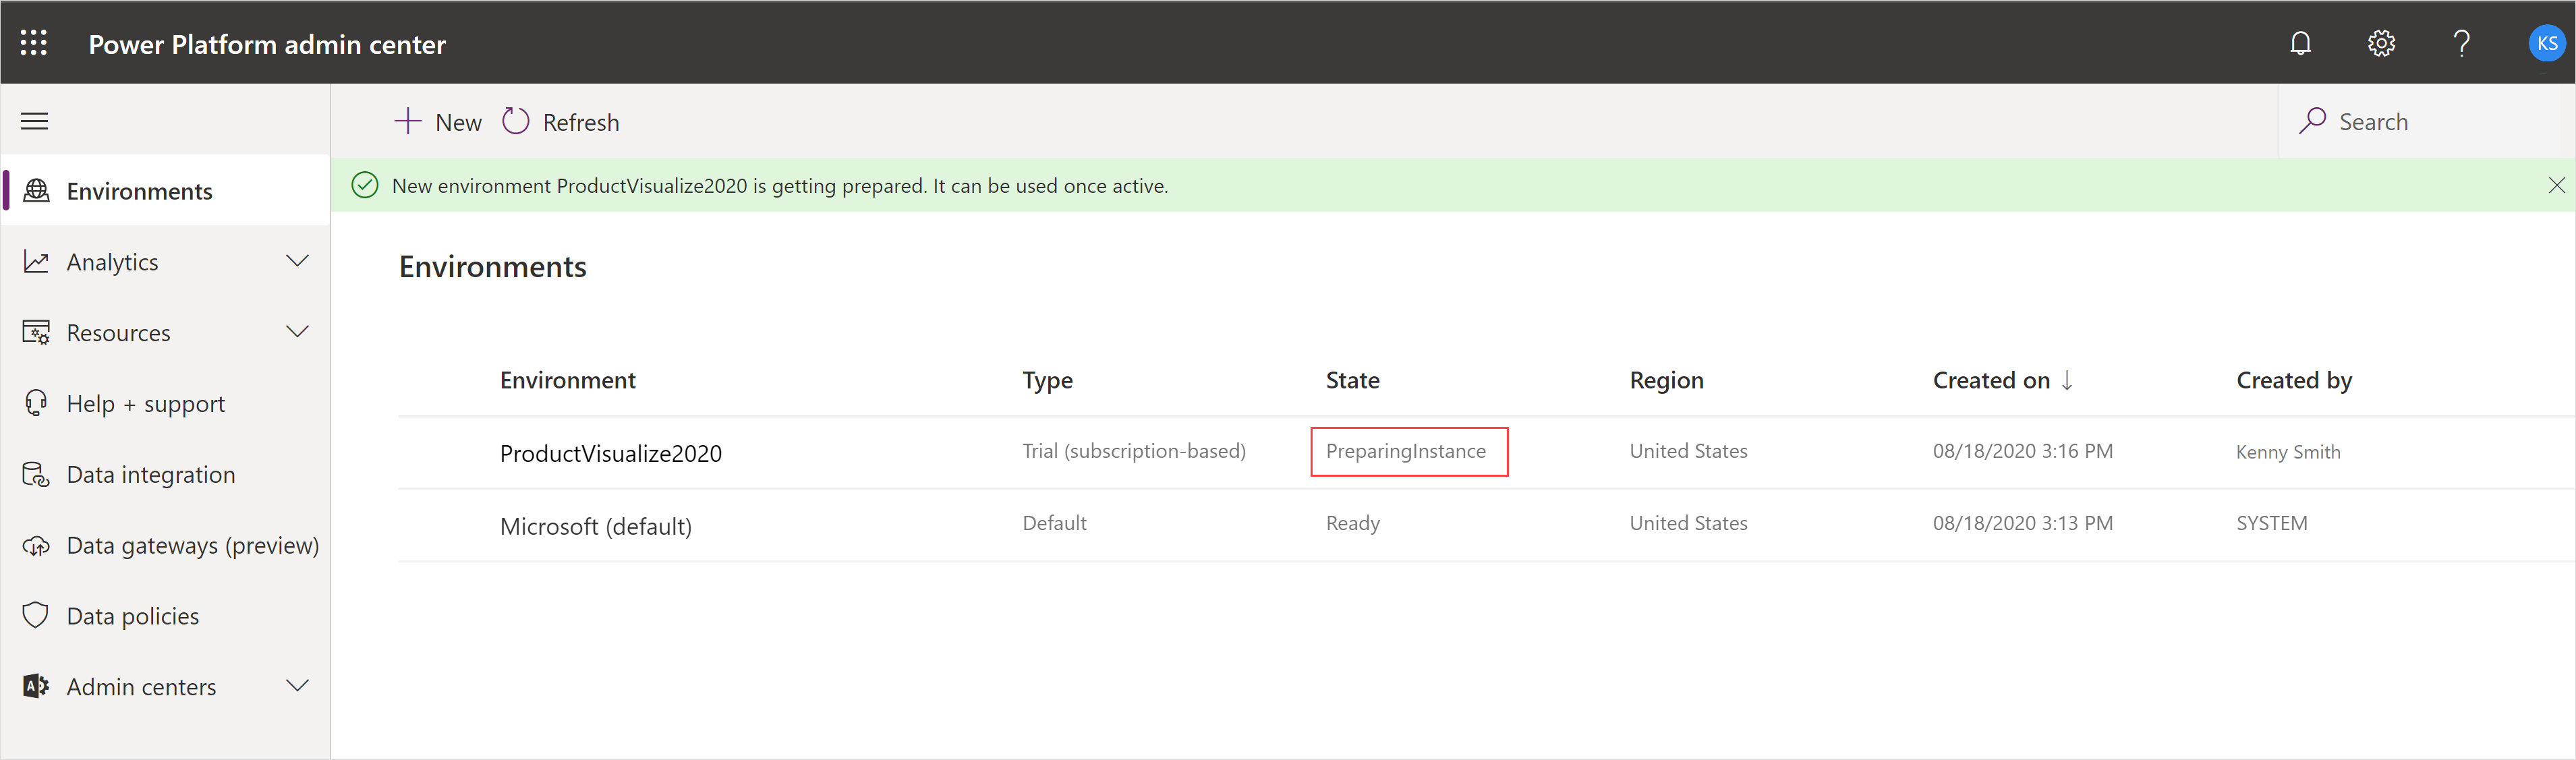 Power Platform admin center
KS
New
Refresh
Search
Environments
Analytics
Resources
Help + support
Data integration
Data gateways (preview)
Data policies
Admin centers
New environment ProductVisualize2020 is getting prepared. It can be used once active.
Environments
Environment Type State Region Created on ↓ Created by
ProductVisualize2020 Trial (subscription-based) PreparingInstance United States 08/18/2020 3:16 PM Kenny Smith
Microsoft (default) Default Ready United States 08/18/2020 3:13 PM SYSTEM